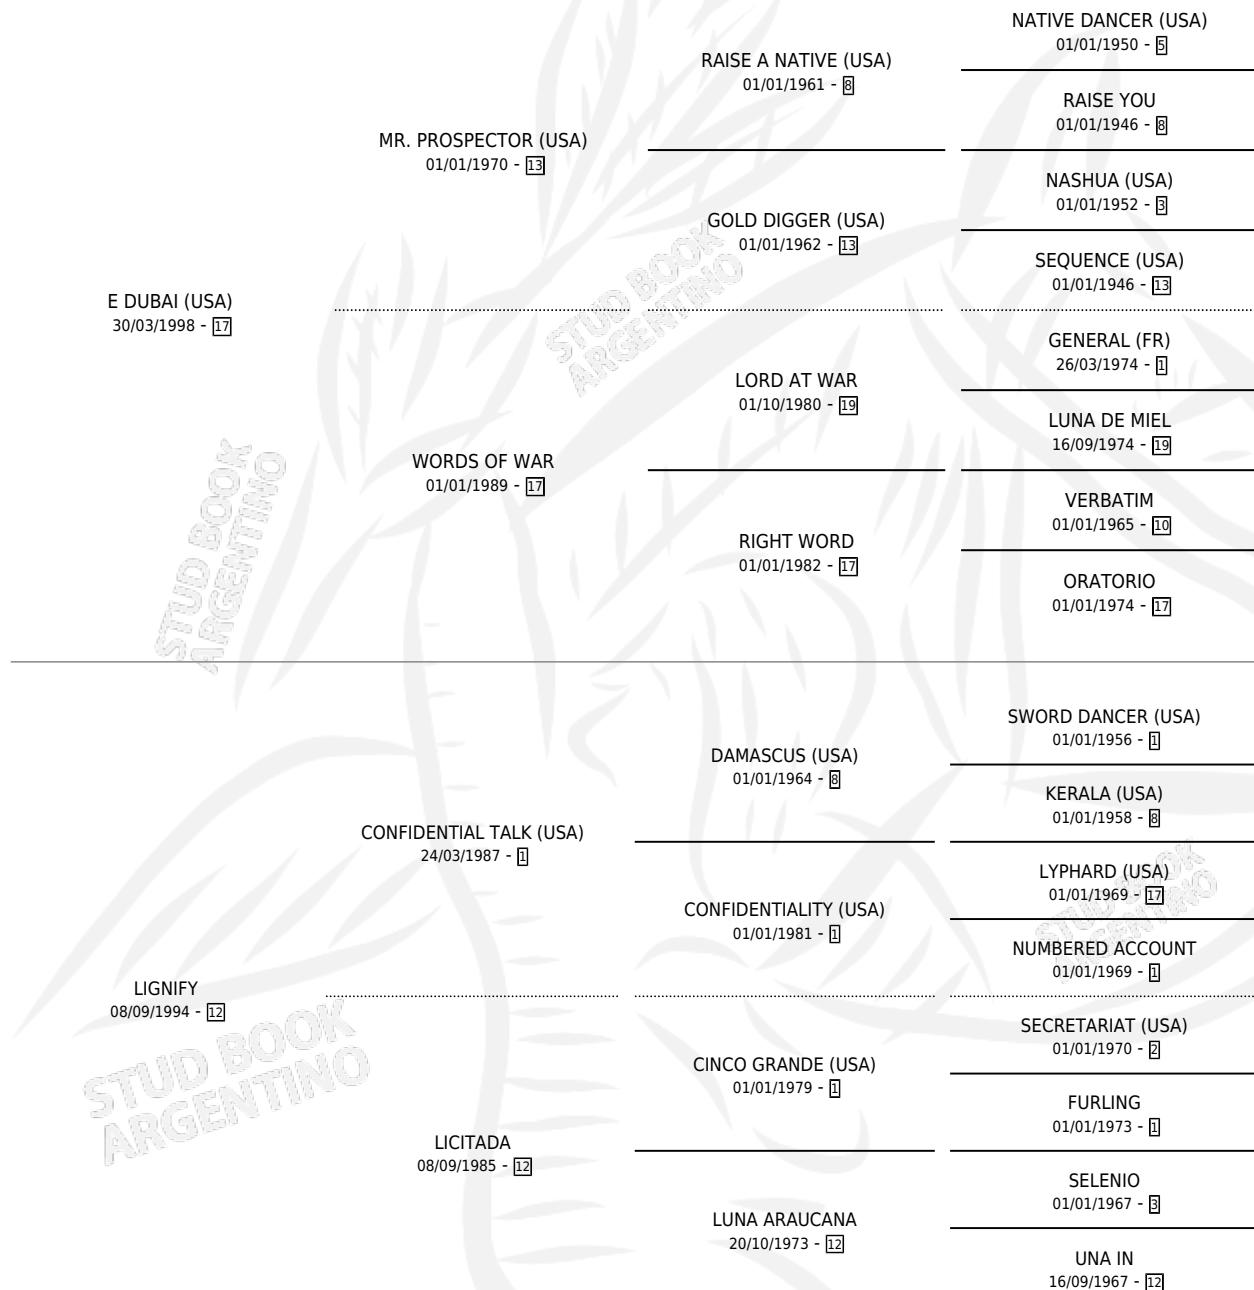 NATIVE DANCER (USA)
01/01/1950 - 5
RAISE A NATIVE (USA)
01/01/1961 - 8
RAISE YOU
01/01/1946 - 8
MR. PROSPECTOR (USA)
01/01/1970 - 13
NASHUA (USA)
01/01/1952 - 3
GOLD DIGGER (USA)
01/01/1962 - 13
SEQUENCE (USA)
01/01/1946 - 13
E DUBAI (USA)
30/03/1998 - 17
GENERAL (FR)
26/03/1974 - 1
LORD AT WAR
01/10/1980 - 19
LUNA DE MIEL
16/09/1974 - 19
WORDS OF WAR
01/01/1989 - 17
VERBATIM
01/01/1965 - 10
RIGHT WORD
01/01/1982 - 17
ORATORIO
01/01/1974 - 17
SWORD DANCER (USA)
01/01/1956 - 1
DAMASCUS (USA)
01/01/1964 - 8
KERALA (USA)
01/01/1958 - 8
CONFIDENTIAL TALK (USA)
24/03/1987 - 1
LYPHARD (USA)
01/01/1969 - 17
CONFIDENTIALITY (USA)
01/01/1981 - 1
NUMBERED ACCOUNT
01/01/1969 - 1
LIGNIFY
08/09/1994 - 12
SECRETARIAT (USA)
01/01/1970 - 2
CINCO GRANDE (USA)
01/01/1979 - 1
FURLING
01/01/1973 - 1
LICITADA
08/09/1985 - 12
SELENIO
01/01/1967 - 3
LUNA ARAUCANA
20/10/1973 - 12
UNA IN
16/09/1967 - 12
STUD BOOK
ARGENTINO
STUD BOOK
ARGENTINO
STUD BOOK
ARGENTINO
STUD BOOK
ARGENTINO